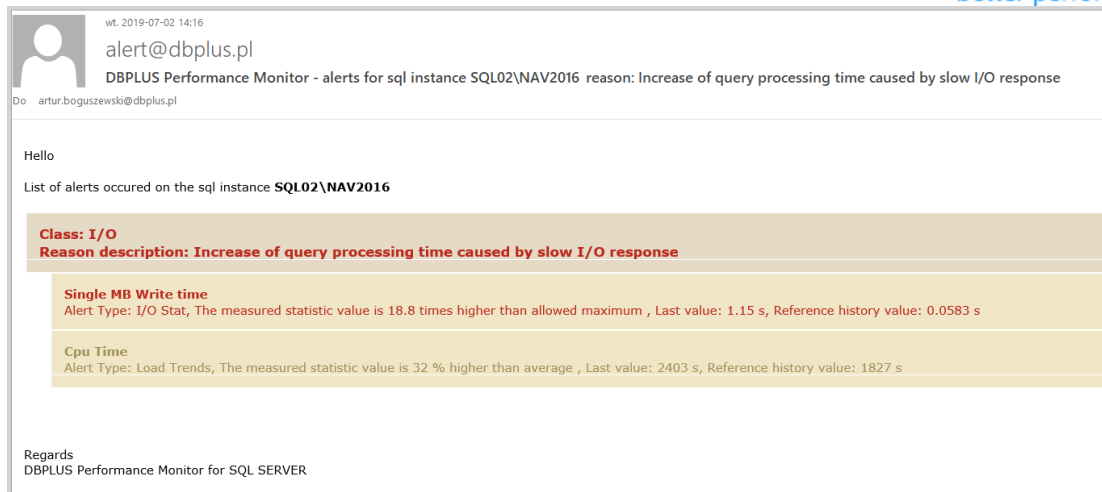 wt. 2019-07-02 14:16
alert@dbplus.pl
DBPLUS Performance Monitor - alerts for sql instance SQL02\NAV2016 reason: Increase of query processing time caused by slow I/O response
Do artur.boguszewski@dbplus.pl
Hello
List of alerts occured on the sql instance SQL02\NAV2016
Class: I/O
Reason description: Increase of query processing time caused by slow I/O response
Single MB Write time
Alert Type: I/O Stat, The measured statistic value is 18.8 times higher than allowed maximum , Last value: 1.15 s, Reference history value: 0.0583 s
Cpu Time
Alert Type: Load Trends, The measured statistic value is 32 % higher than average , Last value: 2403 s, Reference history value: 1827 s
Regards
DBPLUS Performance Monitor for SQL SERVER